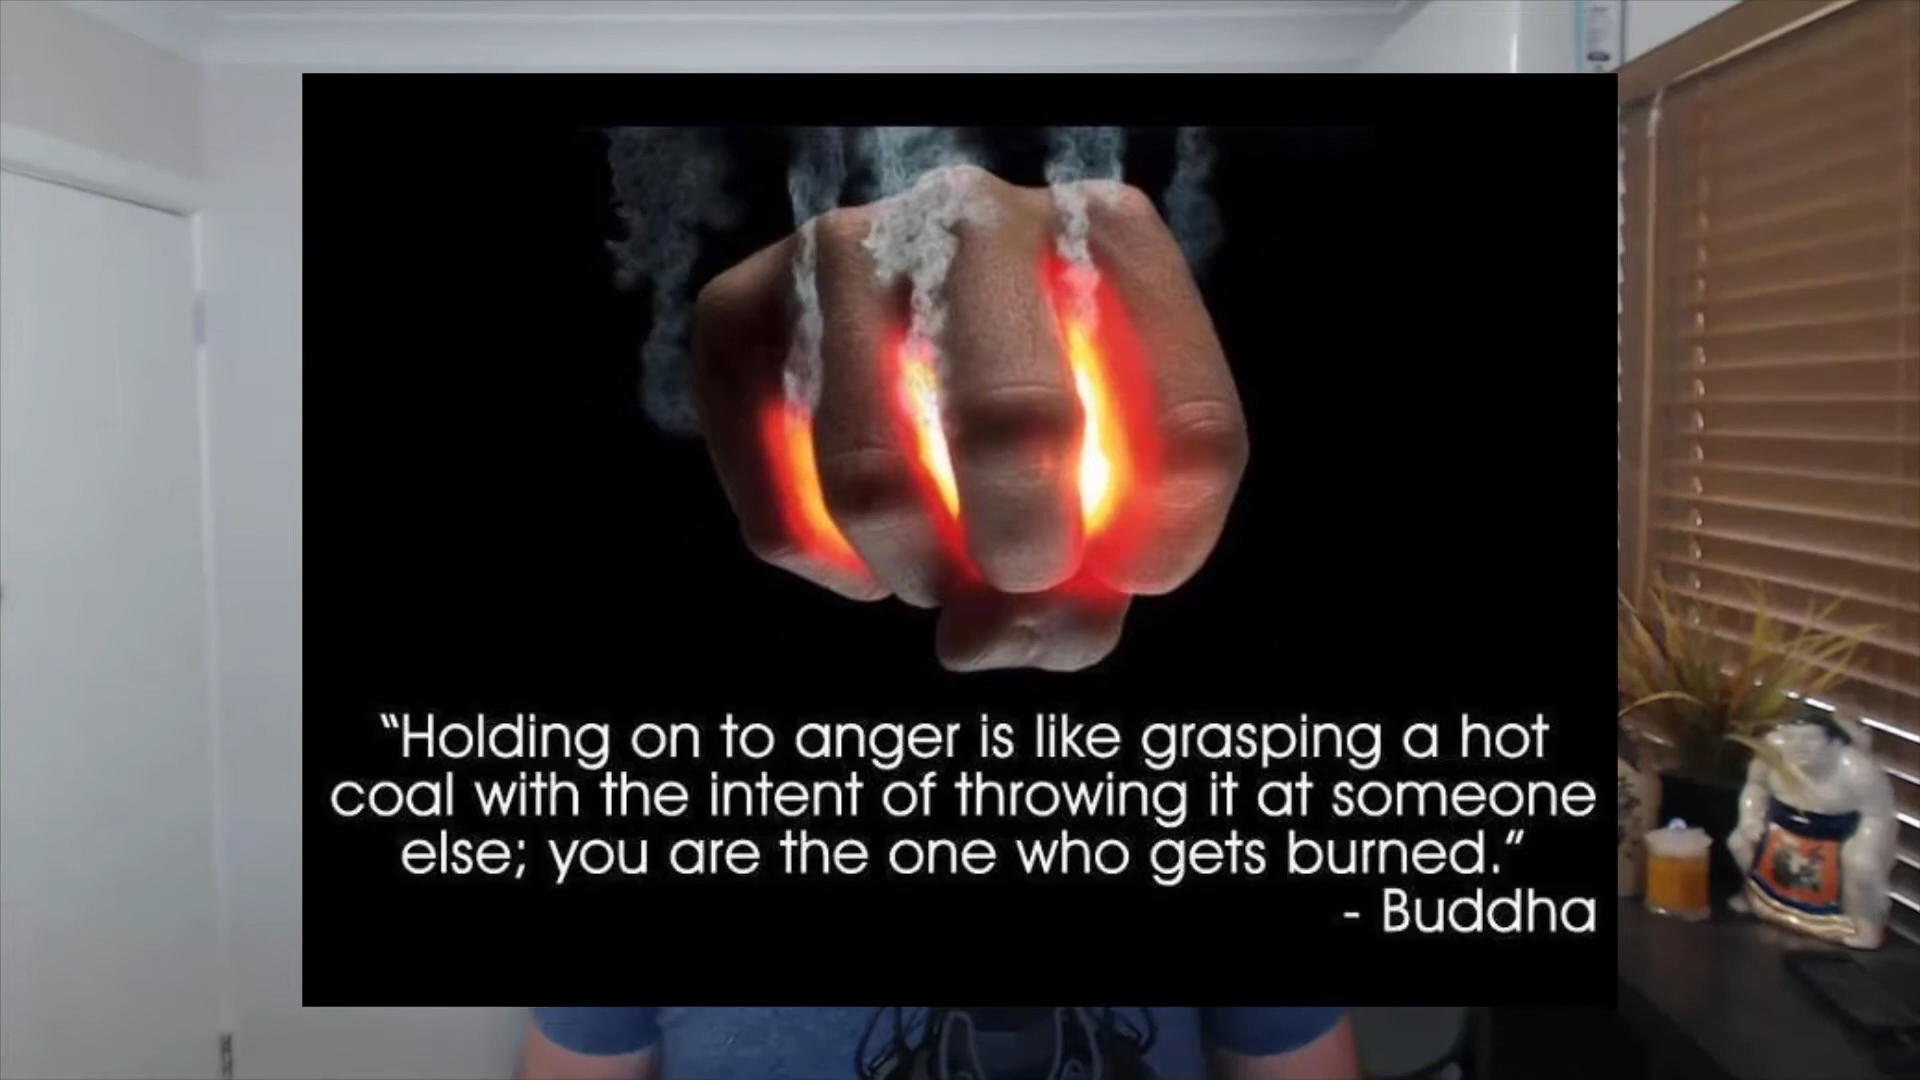 “Holding on to anger is like grasping a hot
coal with the intent of throwing it at someone
else; you are the one who gets burned.”
- Buddha